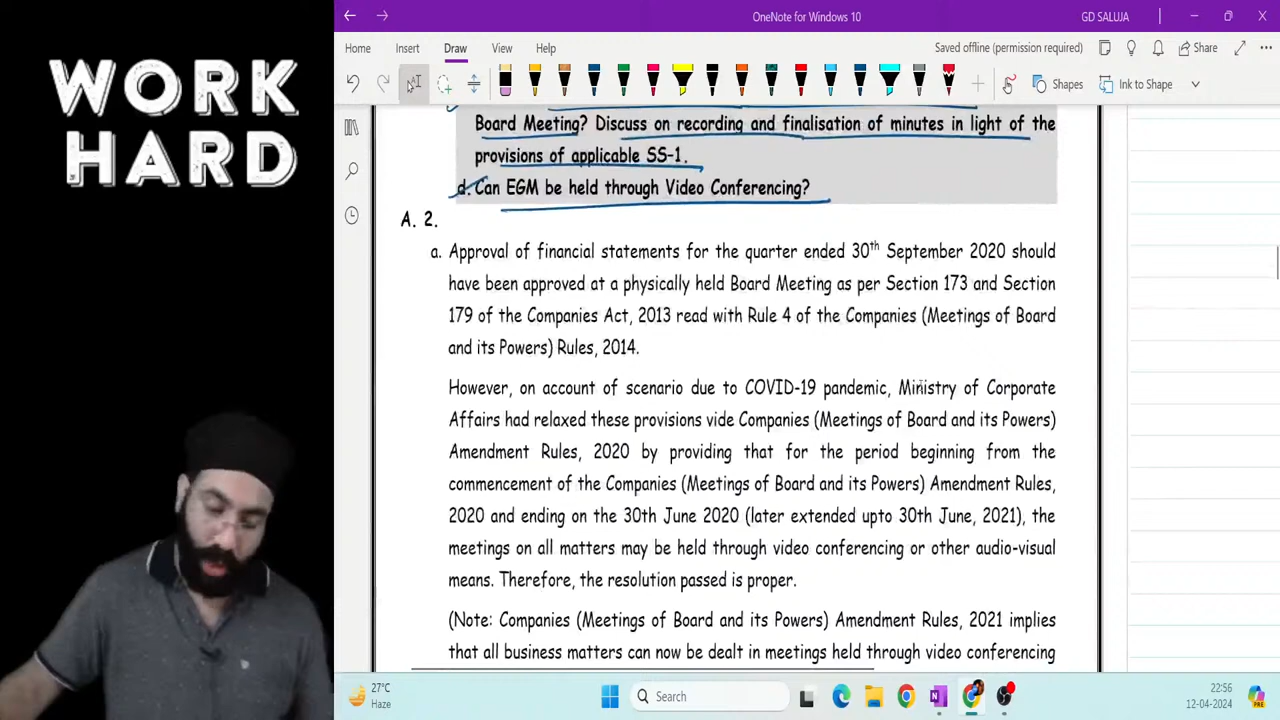 WORK
HARD
OneNote for Windows 10
GD SALUJA
Home
Insert
Draw
View
Help
Saved offline (permission required)
Share
Shapes
Ink to Shape
Board Meeting? Discuss on recording and finalisation of minutes in light of the
provisions of applicable SS-1.
d. Can EGM be held through Video Conferencing?
A. 2.
a. Approval of financial statements for the quarter ended 30th September 2020 should
have been approved at a physically held Board Meeting as per Section 173 and Section
179 of the Companies Act, 2013 read with Rule 4 of the Companies (Meetings of Board
and its Powers) Rules, 2014.
However, on account of scenario due to COVID-19 pandemic, Ministry of Corporate
Affairs had relaxed these provisions vide Companies (Meetings of Board and its Powers)
Amendment Rules, 2020 by providing that for the period beginning from the
commencement of the Companies (Meetings of Board and its Powers) Amendment Rules,
2020 and ending on the 30th June 2020 (later extended upto 30th June, 2021), the
meetings on all matters may be held through video conferencing or other audio-visual
means. Therefore, the resolution passed is proper.
(Note: Companies (Meetings of Board and its Powers) Amendment Rules, 2021 implies
that all business matters can now be dealt in meetings held through video conferencing
27°C
Haze
Search
22:56
12-04-2024
PRE